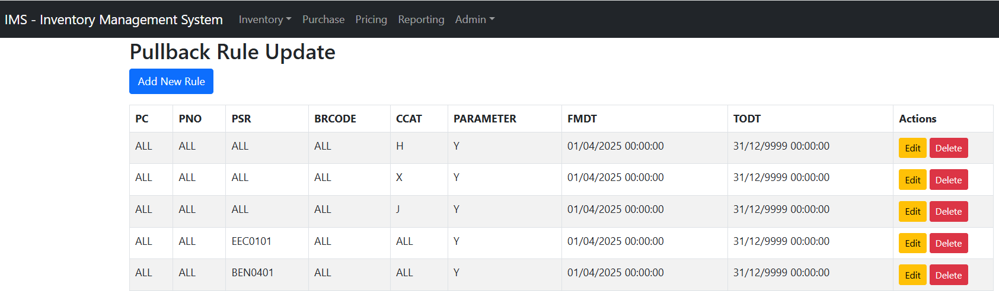 IMS - Inventory Management System Inventory Purchase Pricing Reporting Admin
Pullback Rule Update
Add New Rule
PC PNO PSR BRCODE CCAT PARAMETER FMDT TODT Actions
ALL ALL ALL ALL H Y 01/04/2025 00:00:00 31/12/9999 00:00:00 Edit Delete
ALL ALL ALL ALL X Y 01/04/2025 00:00:00 31/12/9999 00:00:00 Edit Delete
ALL ALL ALL ALL J Y 01/04/2025 00:00:00 31/12/9999 00:00:00 Edit Delete
ALL ALL EEC0101 ALL ALL Y 01/04/2025 00:00:00 31/12/9999 00:00:00 Edit Delete
ALL ALL BEN0401 ALL ALL Y 01/04/2025 00:00:00 31/12/9999 00:00:00 Edit Delete